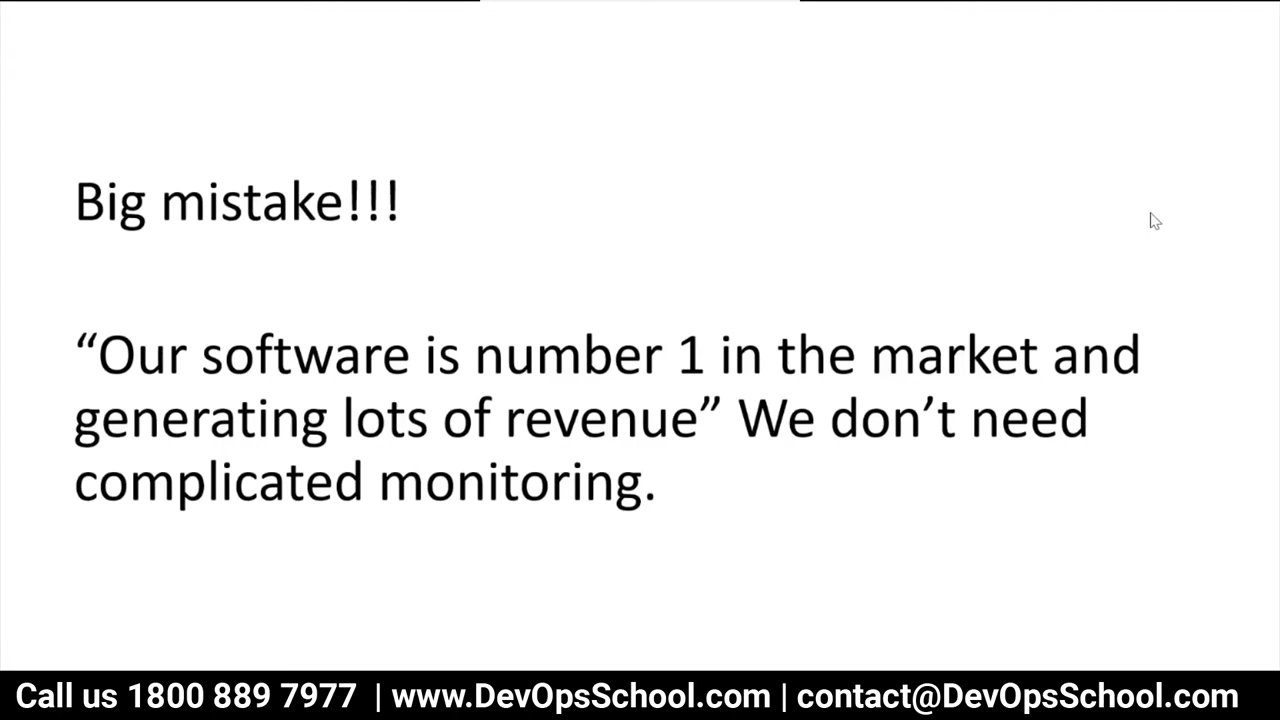 Big mistake!!!
“Our software is number 1 in the market and
generating lots of revenue” We don’t need
complicated monitoring.
Call us 1800 889 7977 | www.DevOpsSchool.com | contact@DevOpsSchool.com